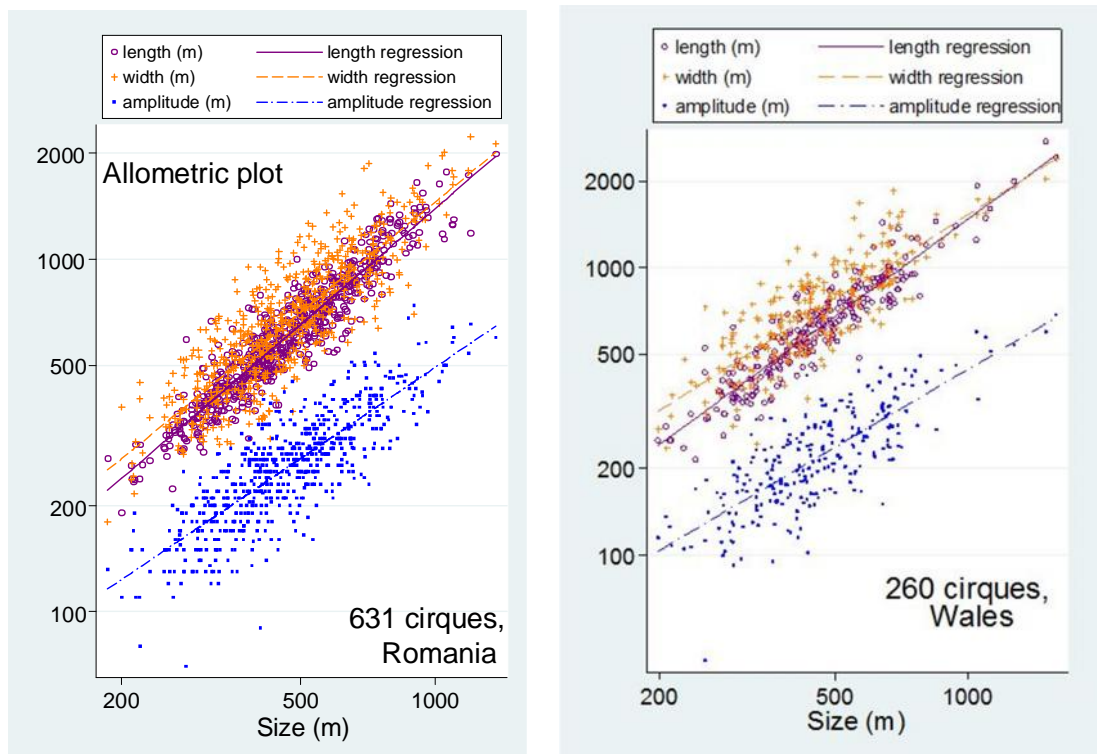 length (m) length regression
width (m) width regression
amplitude (m) amplitude regression
2000
Allometric plot
1000
500
200
100
631 cirques,
Romania
200 500 1000
Size (m)
length (m) length regression
width (m) width regression
amplitude (m) amplitude regression
2000
1000
500
200
100
260 cirques,
Wales
200 500 1000
Size (m)